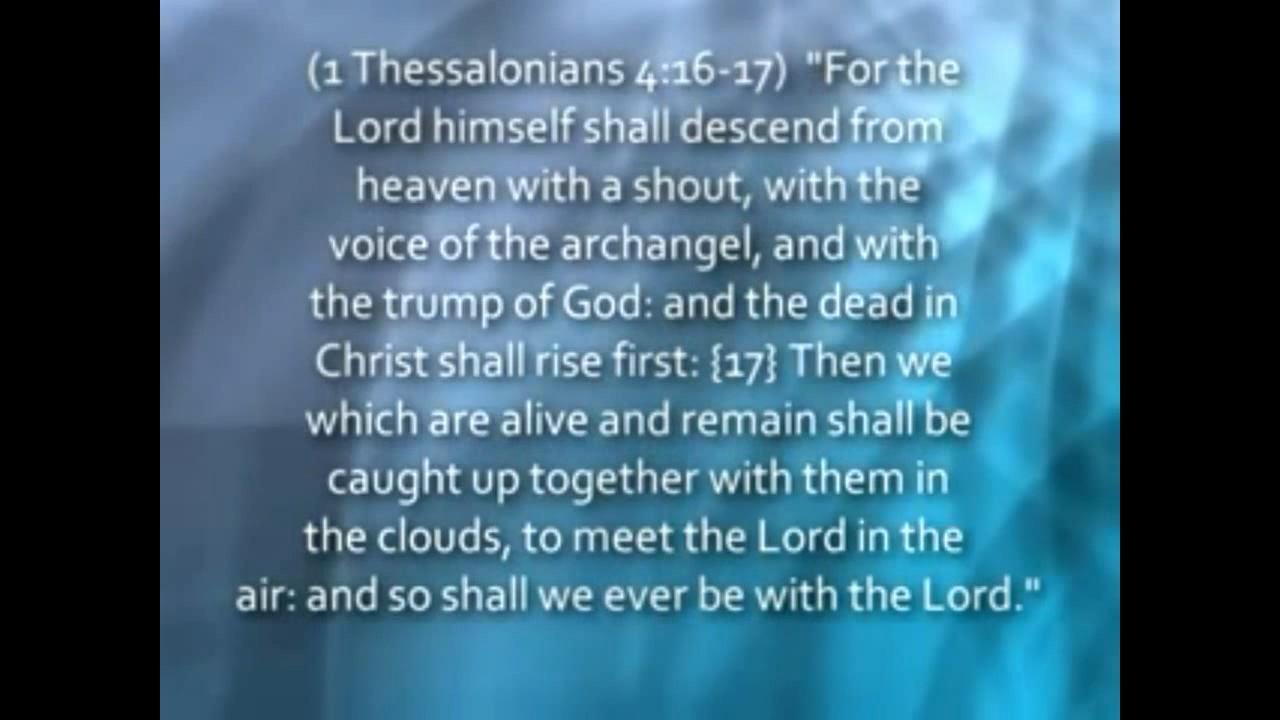 (1 Thessalonians 4:16-17)  "For the
Lord himself shall descend from
heaven with a shout, with the
voice of the archangel, and with
the trump of God: and the dead in
Christ shall rise first: {17} Then we
which are alive and remain shall be
caught up together with them in
the clouds, to meet the Lord in the
air: and so shall we ever be with the Lord."